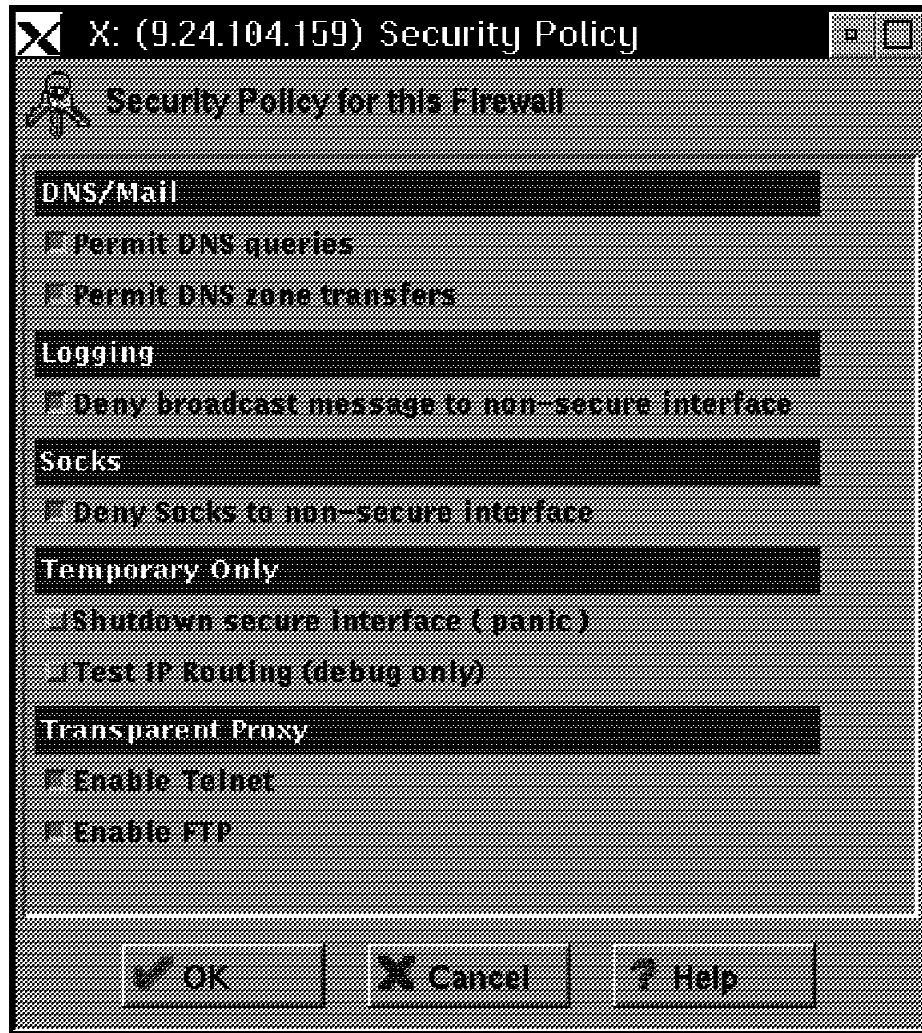 X: (9.24.104.159) Security Policy
Security Policy for this Firewall
DNS/Mail
Permit DNS queries
Permit DNS zone transfers
Logging
Deny broadcast message to non-secure interface
Socks
Deny Socks to non-secure interface
Temporary Only
Shutdown secure interface ( panic )
Test IP Routing (debug only)
Transparent Proxy
Enable Telnet
Enable FTP
OK Cancel ? Help